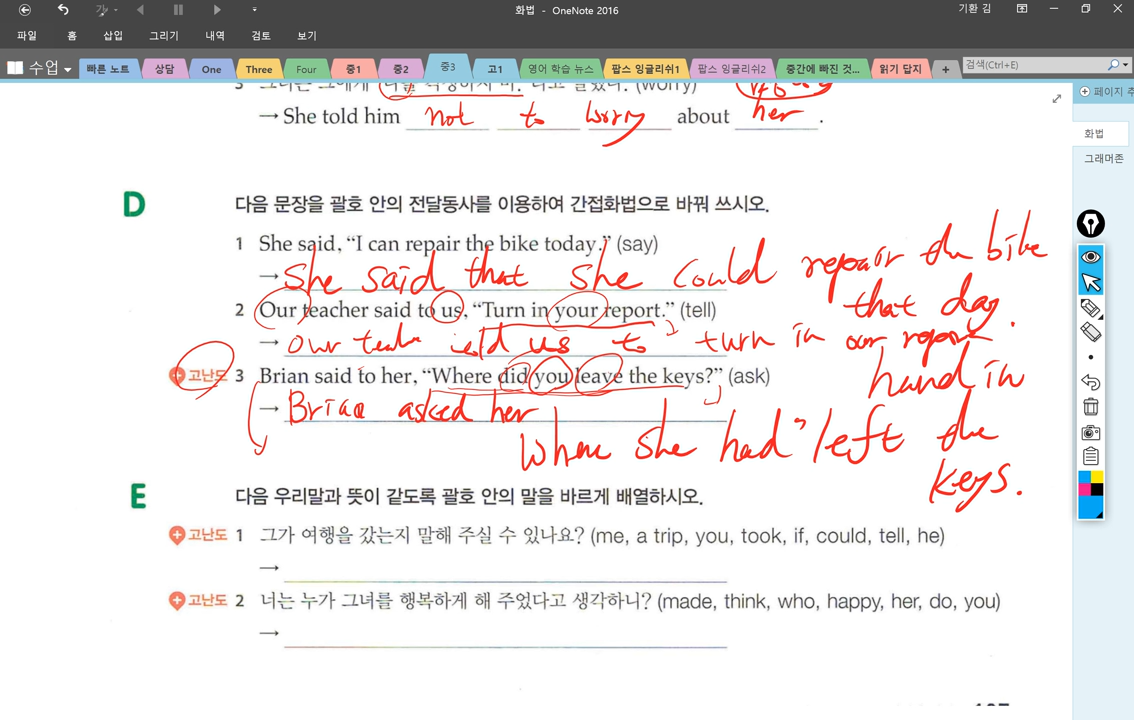 화법 - OneNote 2016
기환 김
파일 홈 삽입 그리기 내역 검토 보기
수업 빠른 노트 상담 One Three Four 중1 중2 중3 고1 영어 학습 뉴스 팝스 잉글리쉬1 팝스 잉글리쉬2 중간에 빠진 것... 읽기 답지 + 검색(Ctrl+E)
페이지 추
화법
그래머존
(worry)
→ She told him not to worry about her.
D 다음 문장을 괄호 안의 전달동사를 이용하여 간접화법으로 바꿔 쓰시오.
1 She said, “I can repair the bike today.” (say)
→ She said that she could repair the bike
that day
2 Our teacher said to us, “Turn in your report.” (tell)
→ our told us to turn in our report.
hand in
고난도 3 Brian said to her, “Where did you leave the keys?” (ask)
→ Brian asked her
where she had left the
keys.
E 다음 우리말과 뜻이 같도록 괄호 안의 말을 바르게 배열하시오.
고난도 1 그가 여행을 갔는지 말해 주실 수 있나요? (me, a trip, you, took, if, could, tell, he)
→
고난도 2 너는 누가 그녀를 행복하게 해 주었다고 생각하니? (made, think, who, happy, her, do, you)
→